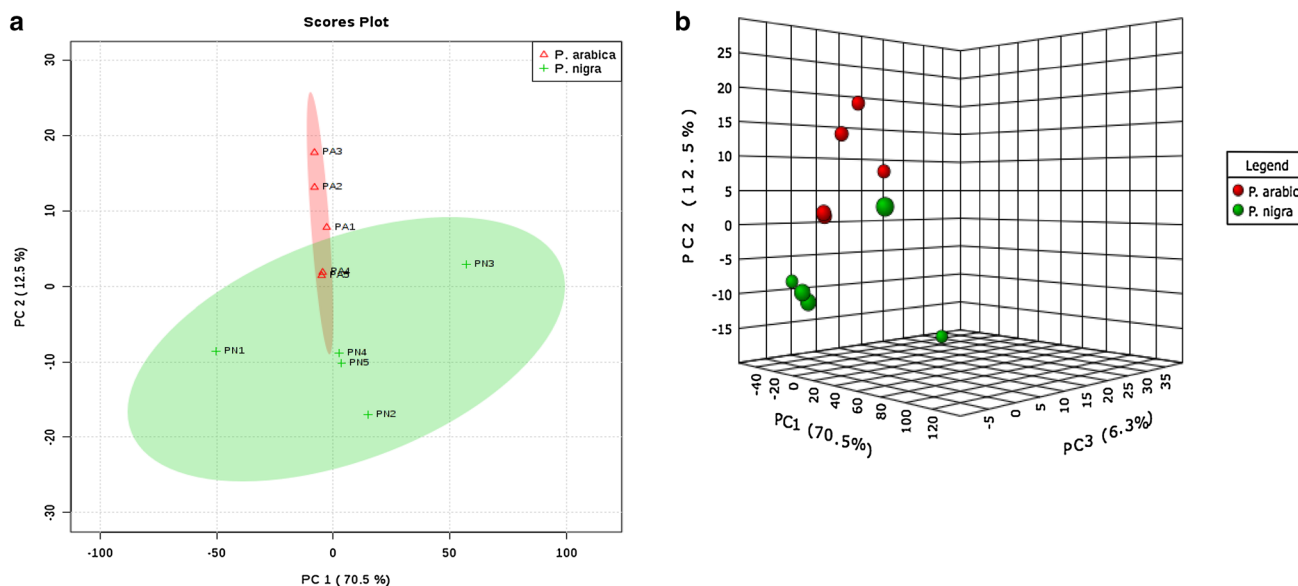 a
Scores Plot
P. arabica
P. nigra
30
20
10
0
-10
-20
-30
PC 2 ( 12.5 %)
PA3
PA2
PA1
PA4
PA5
PN3
PN1
PN4
PN5
PN2
-100
-50
0
50
100
PC 1 ( 70.5 %)
b
25
20
15
10
5
0
-5
-10
-15
PC2 (12.5%)
-40
-20
0
20
40
60
80
100
120
PC1 (70.5%)
-5
0
5
10
15
20
25
30
35
PC3 (6.3%)
Legend
P. arabic
P. nigra